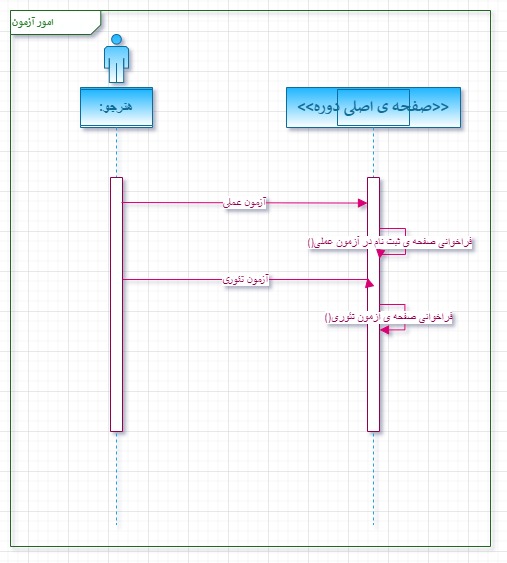 امور آزمون
هنرجو:
<<صفحه ی اصلی دوره>>
آزمون عملی
فراخوانی صفحه ی ثبت نام در آزمون عملی()
آزمون تئوری
فراخوانی صفحه ی ازمون تئوری()